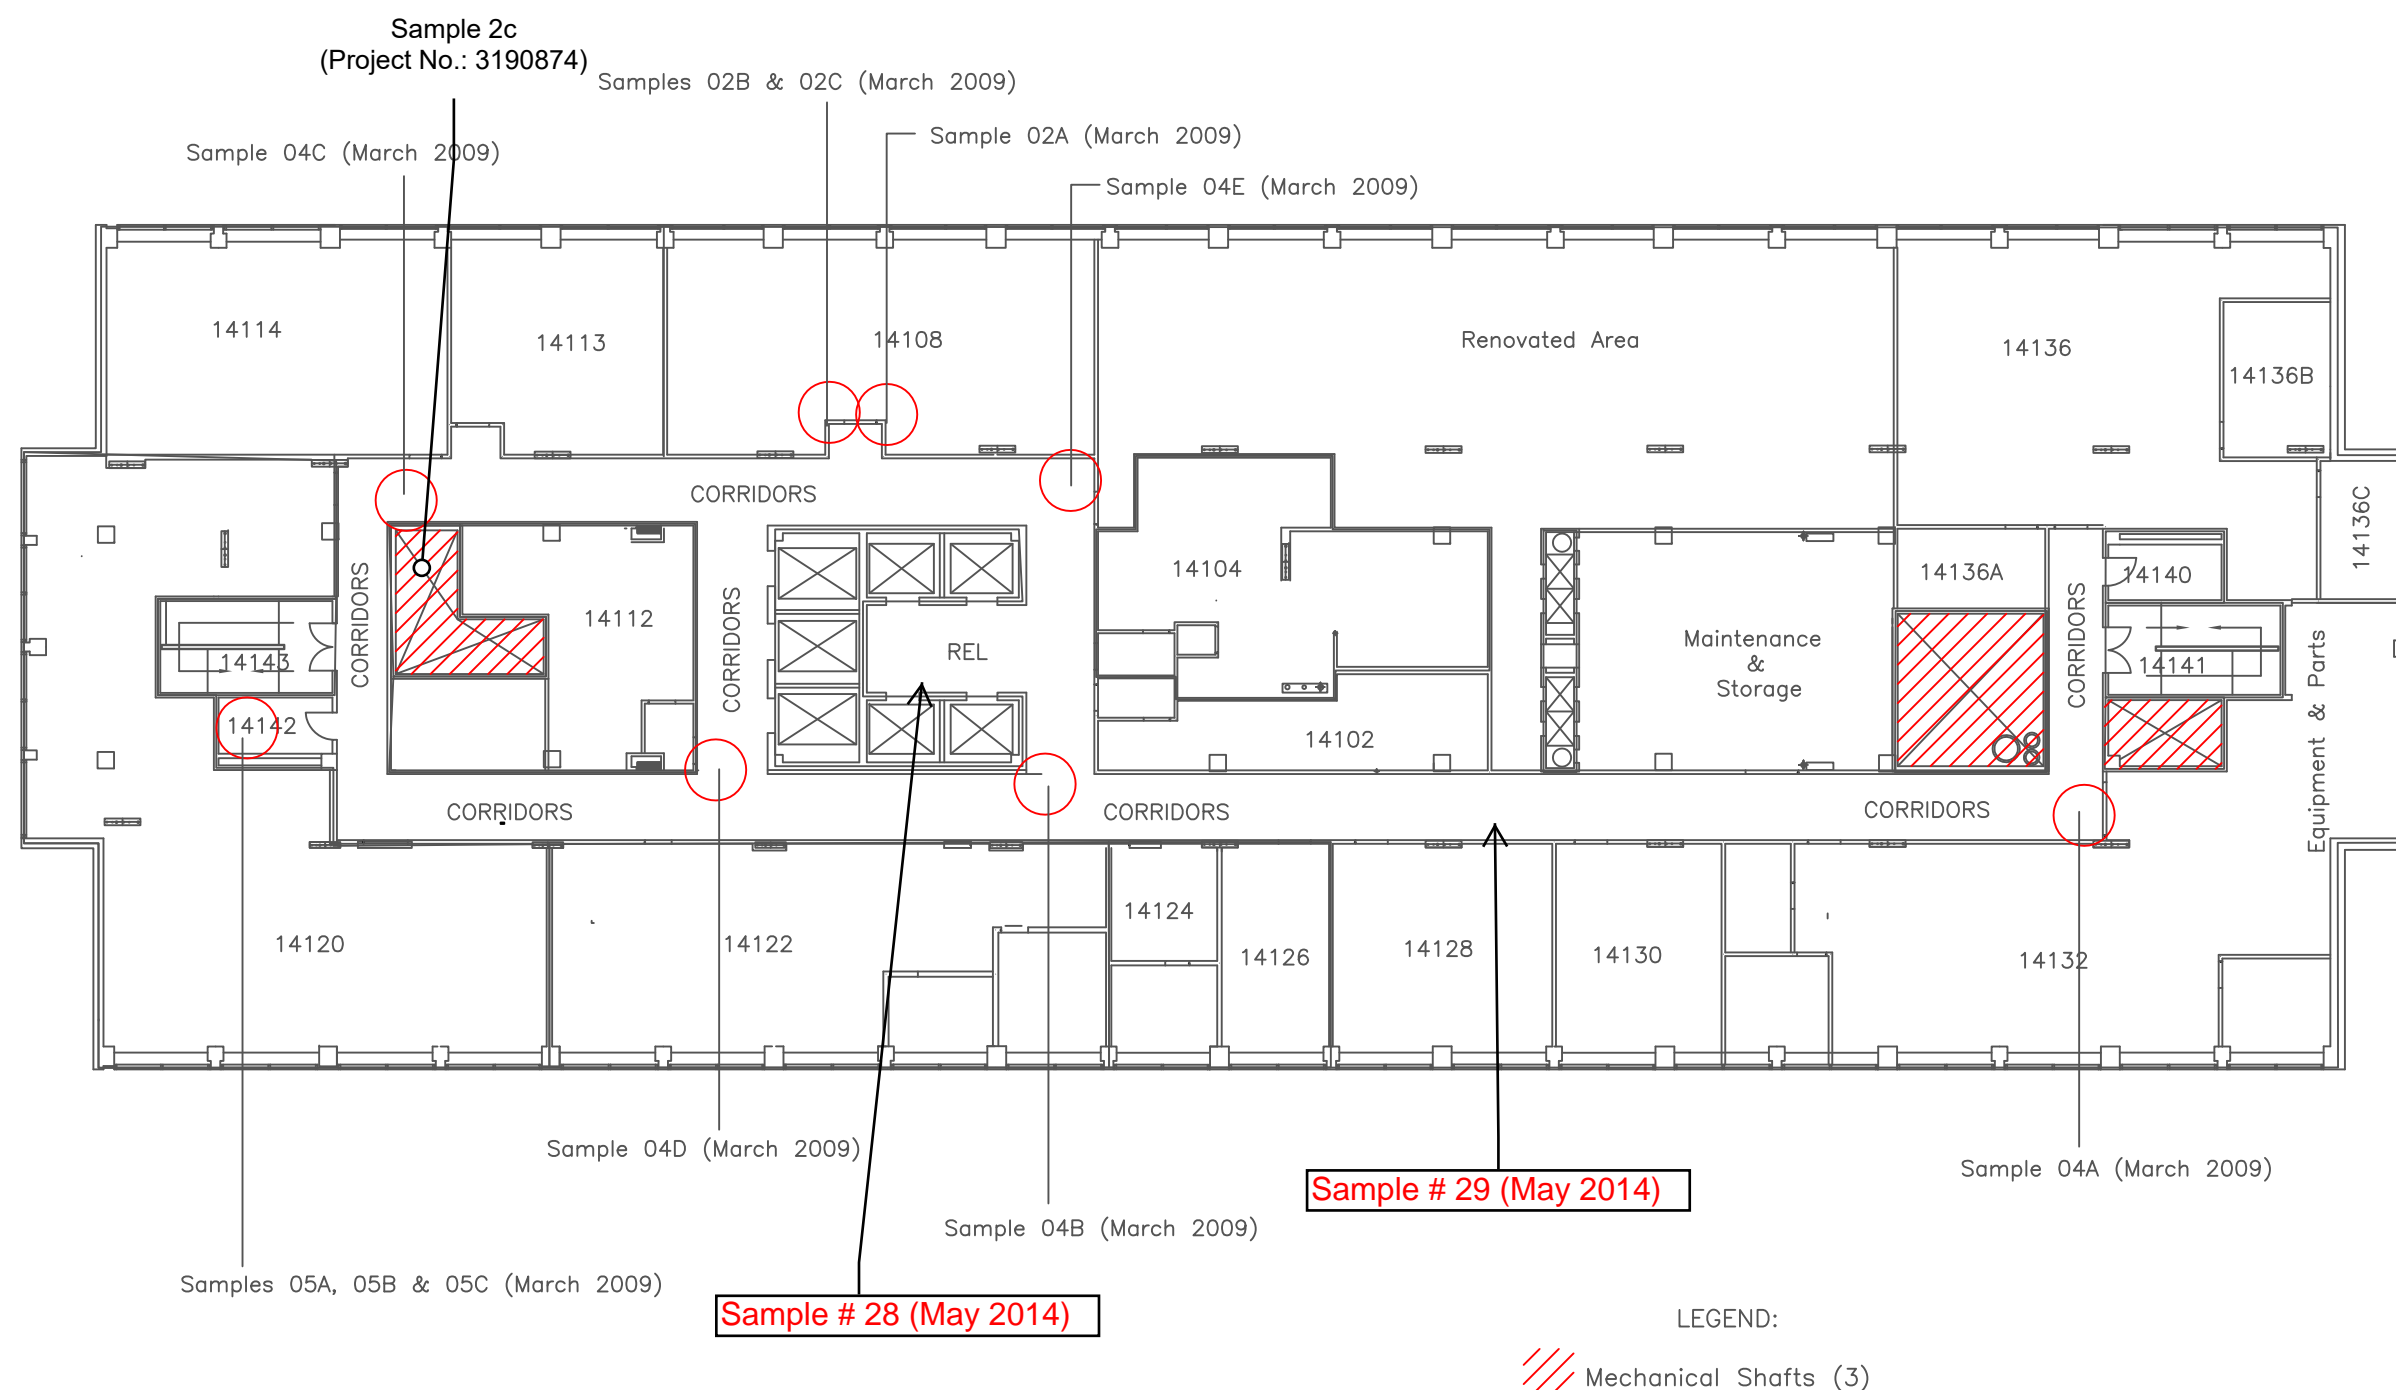 Sample 2c
(Project No.: 3190874)
Samples 02B & 02C (March 2009)
Sample 02A (March 2009)
Sample 04C (March 2009)
Sample 04E (March 2009)
14114
14113
14108
Renovated Area
14136
14136B
CORRIDORS
14136C
14104
14136A
14140
CORRIDORS
14112
CORRIDORS
CORRIDORS
REL
Maintenance
&
Storage
14143
14141
14142
14102
Equipment & Parts
CORRIDORS
CORRIDORS
CORRIDORS
14120
14122
14124
14126
14128
14130
14132
Sample 04D (March 2009)
Sample 04A (March 2009)
Sample # 29 (May 2014)
Sample 04B (March 2009)
Samples 05A, 05B & 05C (March 2009)
Sample # 28 (May 2014)
LEGEND:
Mechanical Shafts (3)